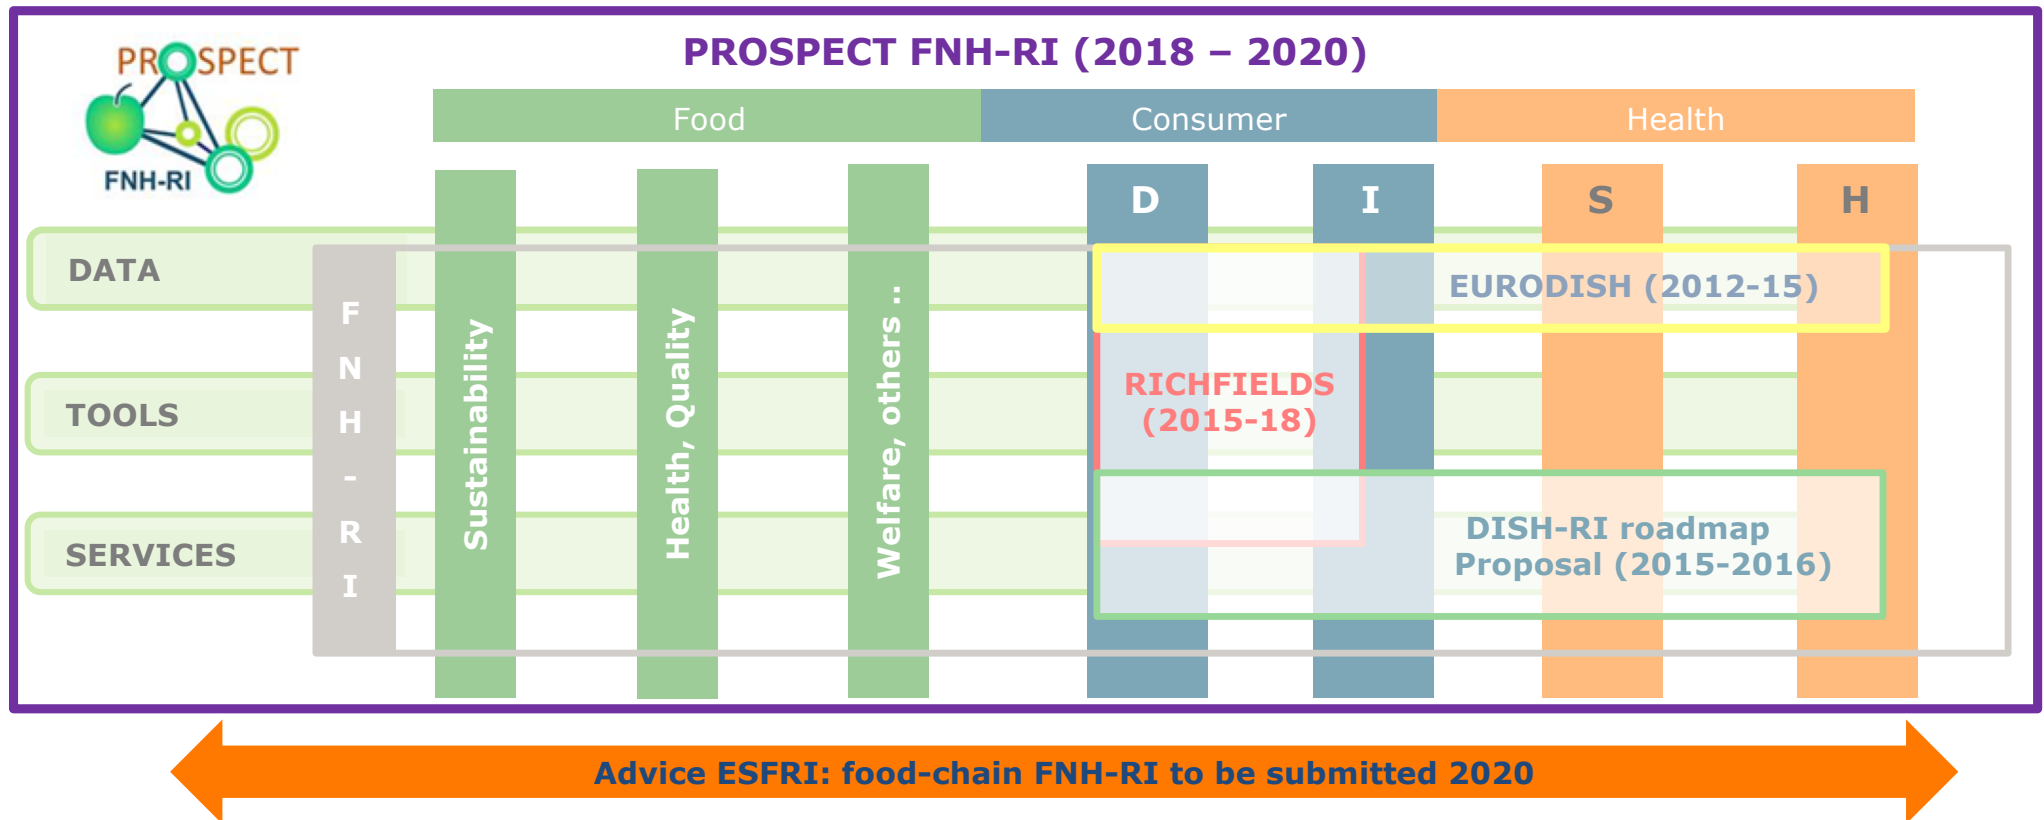 PROSPECT
FNH-RI
PROSPECT FNH-RI (2018 – 2020)
Food
Consumer
Health
D
I
S
H
DATA
TOOLS
SERVICES
F
N
H
-
R
I
Sustainability
Health, Quality
Welfare, others ..
EURODISH (2012-15)
RICHFIELDS
(2015-18)
DISH-RI roadmap
Proposal (2015-2016)
Advice ESFRI: food-chain FNH-RI to be submitted 2020